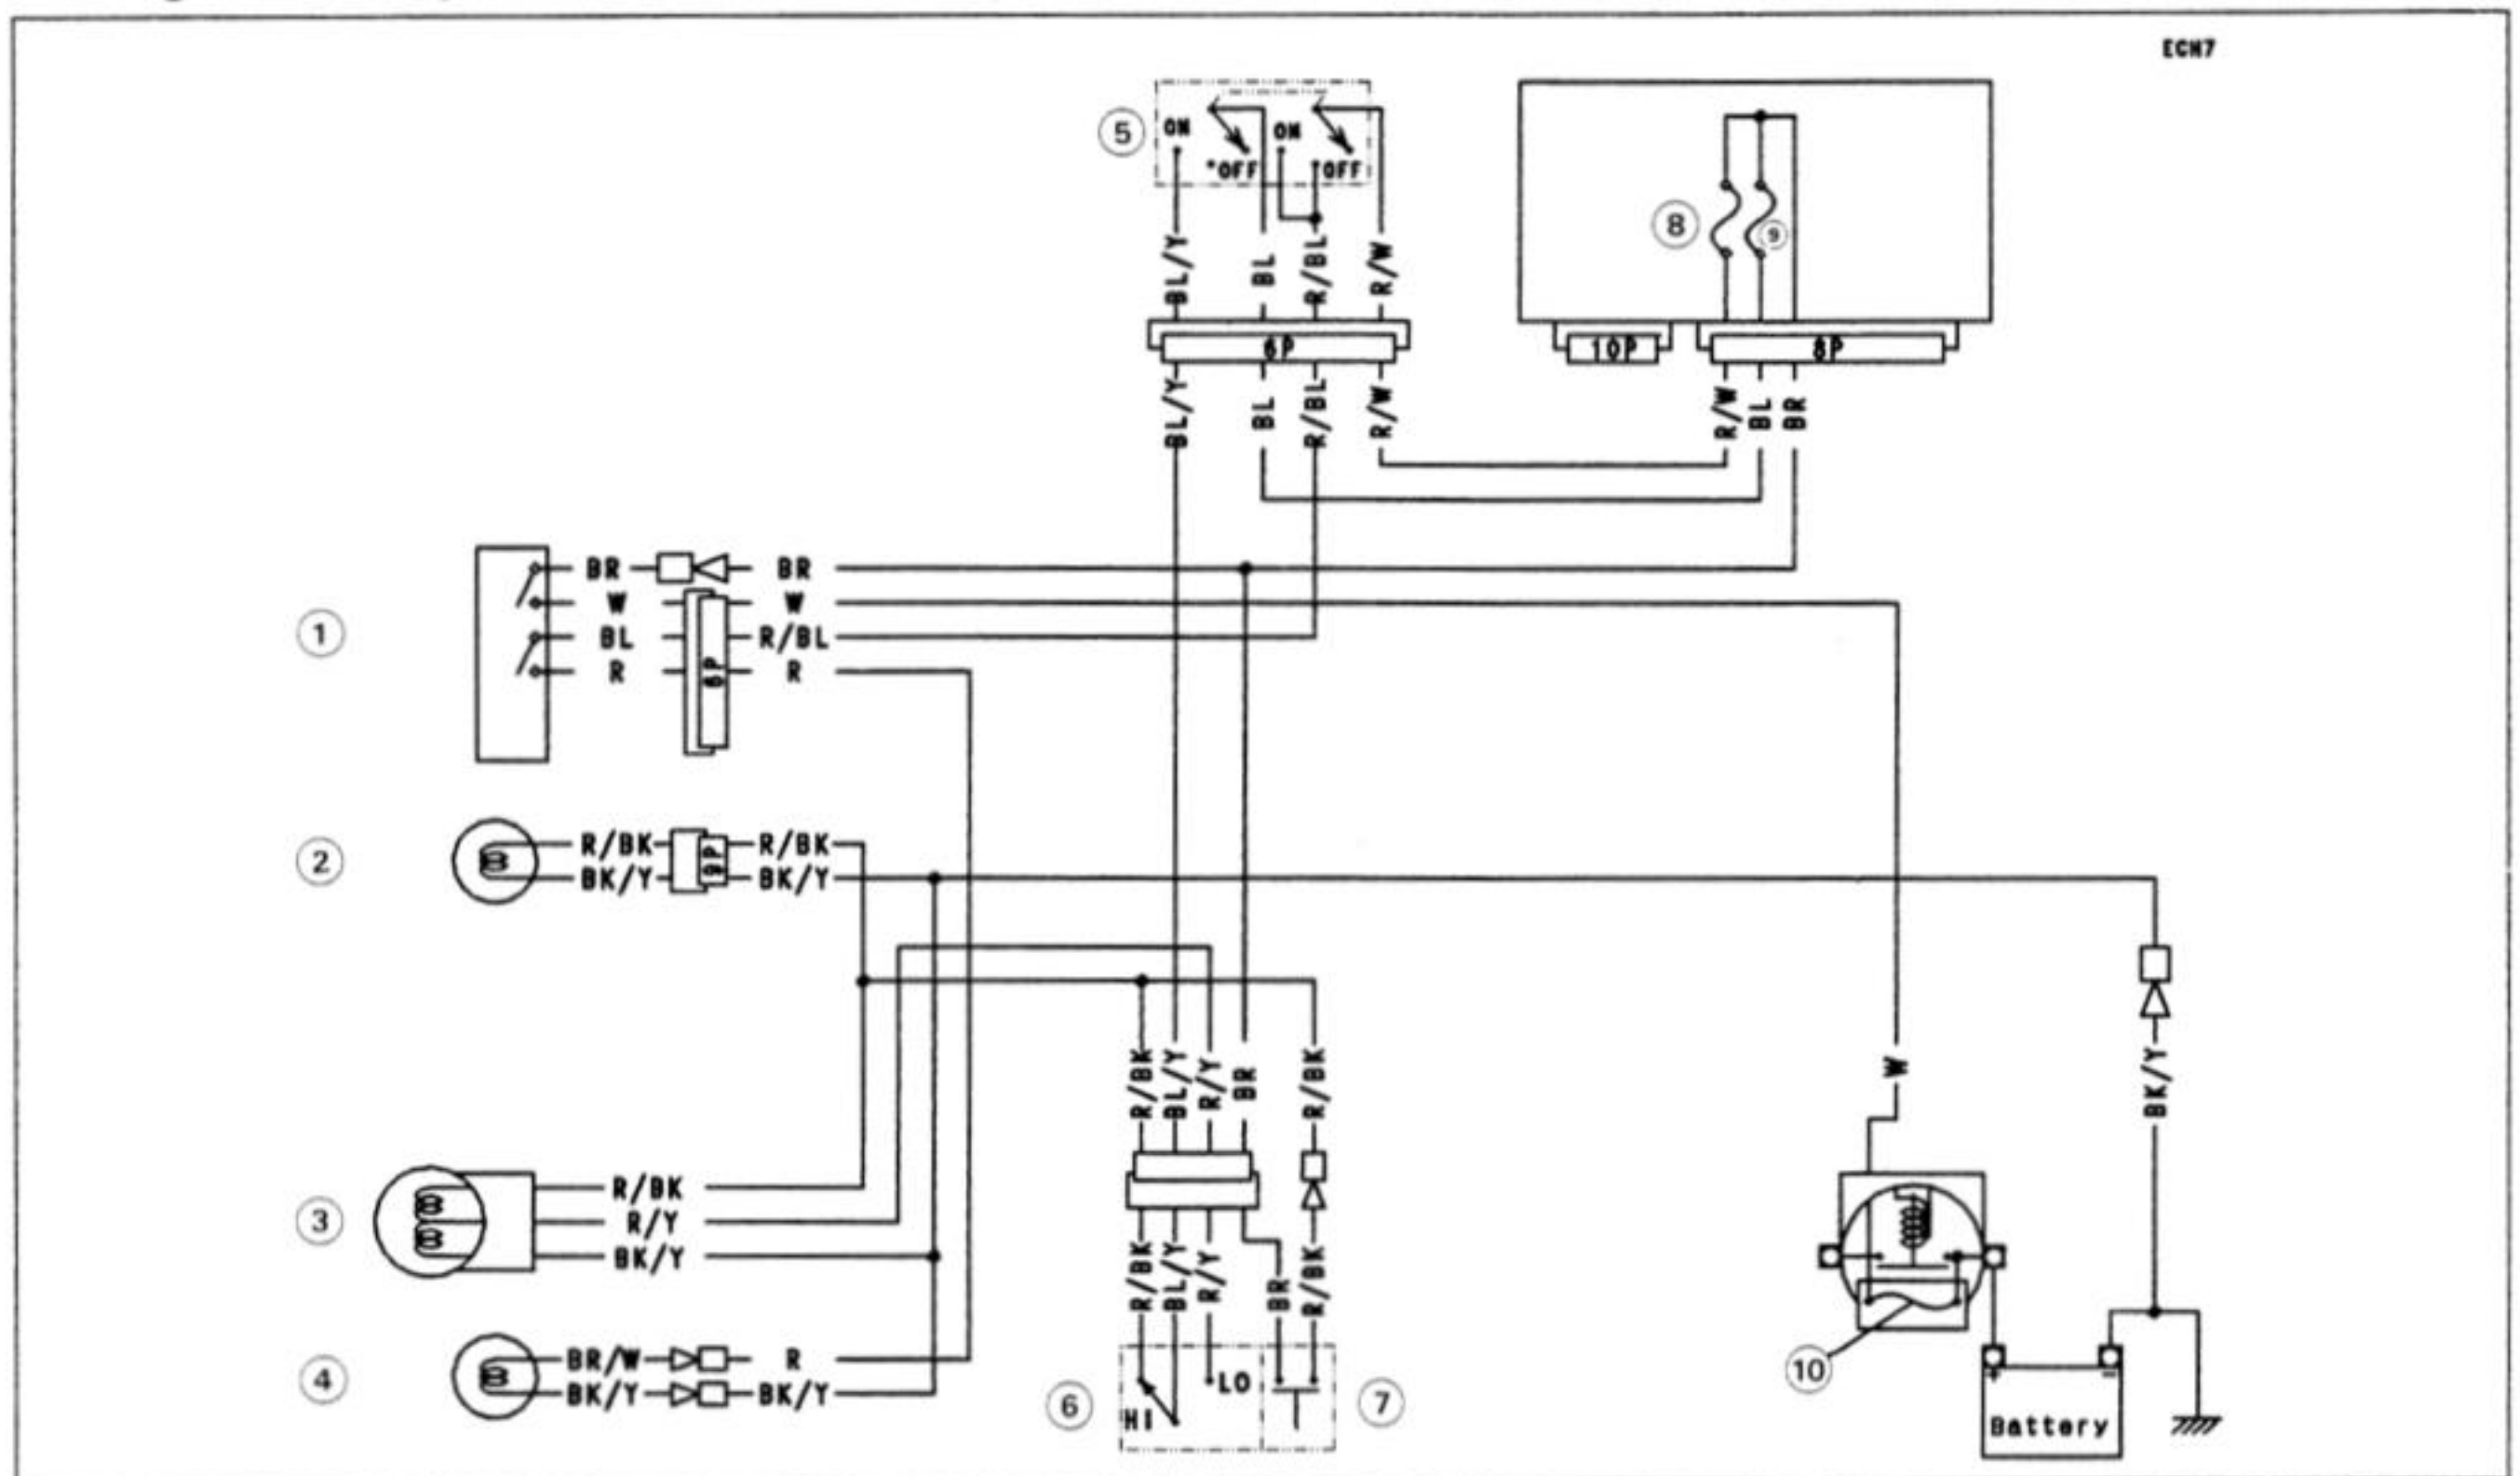 ECH7
5 ON *OFF ON *OFF
8 9
BL/Y BL R/BL R/W
6P 10P 8P
BL/Y BL R/BL R/W R/W BL BR
BR BR
W W
1 BL R/BL
R 6P R
2 R/BK 9P R/BK
BK/Y BK/Y
R/BK BL/Y R/Y BR R/BK W BK/Y
R/BK
3 R/Y
BK/Y
R/BK BL/Y R/Y BR R/BK
4 BR/W R
BK/Y BK/Y
6 HI LO 7
10
+ -
Battery